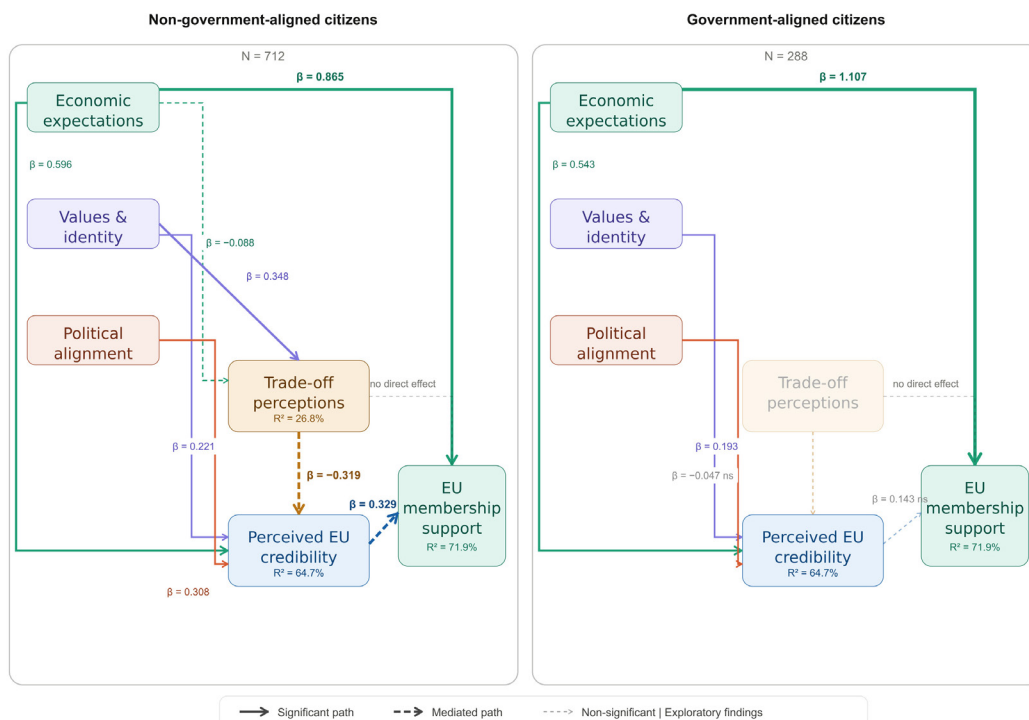 Non-government-aligned citizens
N = 712
β = 0.865
Economic
expectations
β = 0.596
Values &
identity
β = −0.088
β = 0.348
Political
alignment
Trade-off
perceptions
R² = 26.8%
no direct effect
β = 0.221
β = −0.319
β = 0.329
EU
membership
support
R² = 71.9%
Perceived EU
credibility
R² = 64.7%
β = 0.308
Government-aligned citizens
N = 288
β = 1.107
Economic
expectations
β = 0.543
Values &
identity
Political
alignment
Trade-off
perceptions
no direct effect
β = 0.193
β = −0.047 ns
β = 0.143 ns
EU
membership
support
R² = 71.9%
Perceived EU
credibility
R² = 64.7%
Significant path
Mediated path
Non-significant | Exploratory findings